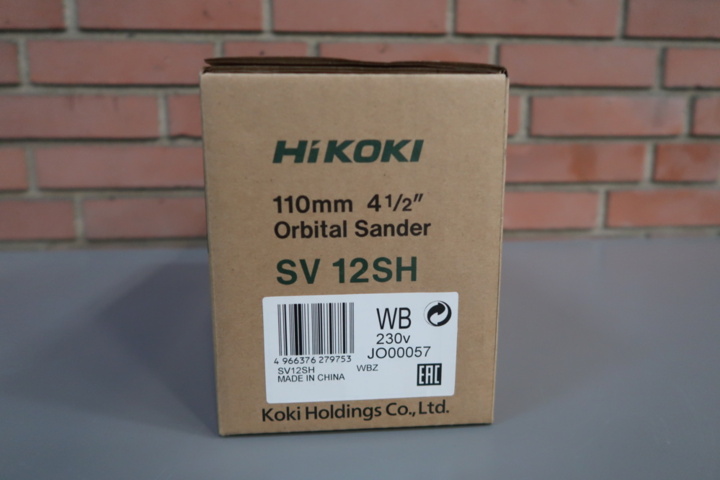 HiKOKI
110mm 4 1/2"
Orbital Sander
SV 12SH
WB
230v
4 966376 279753
JO00057
SV12SH
WBZ
MADE IN CHINA
EAC
Koki Holdings Co., Ltd.